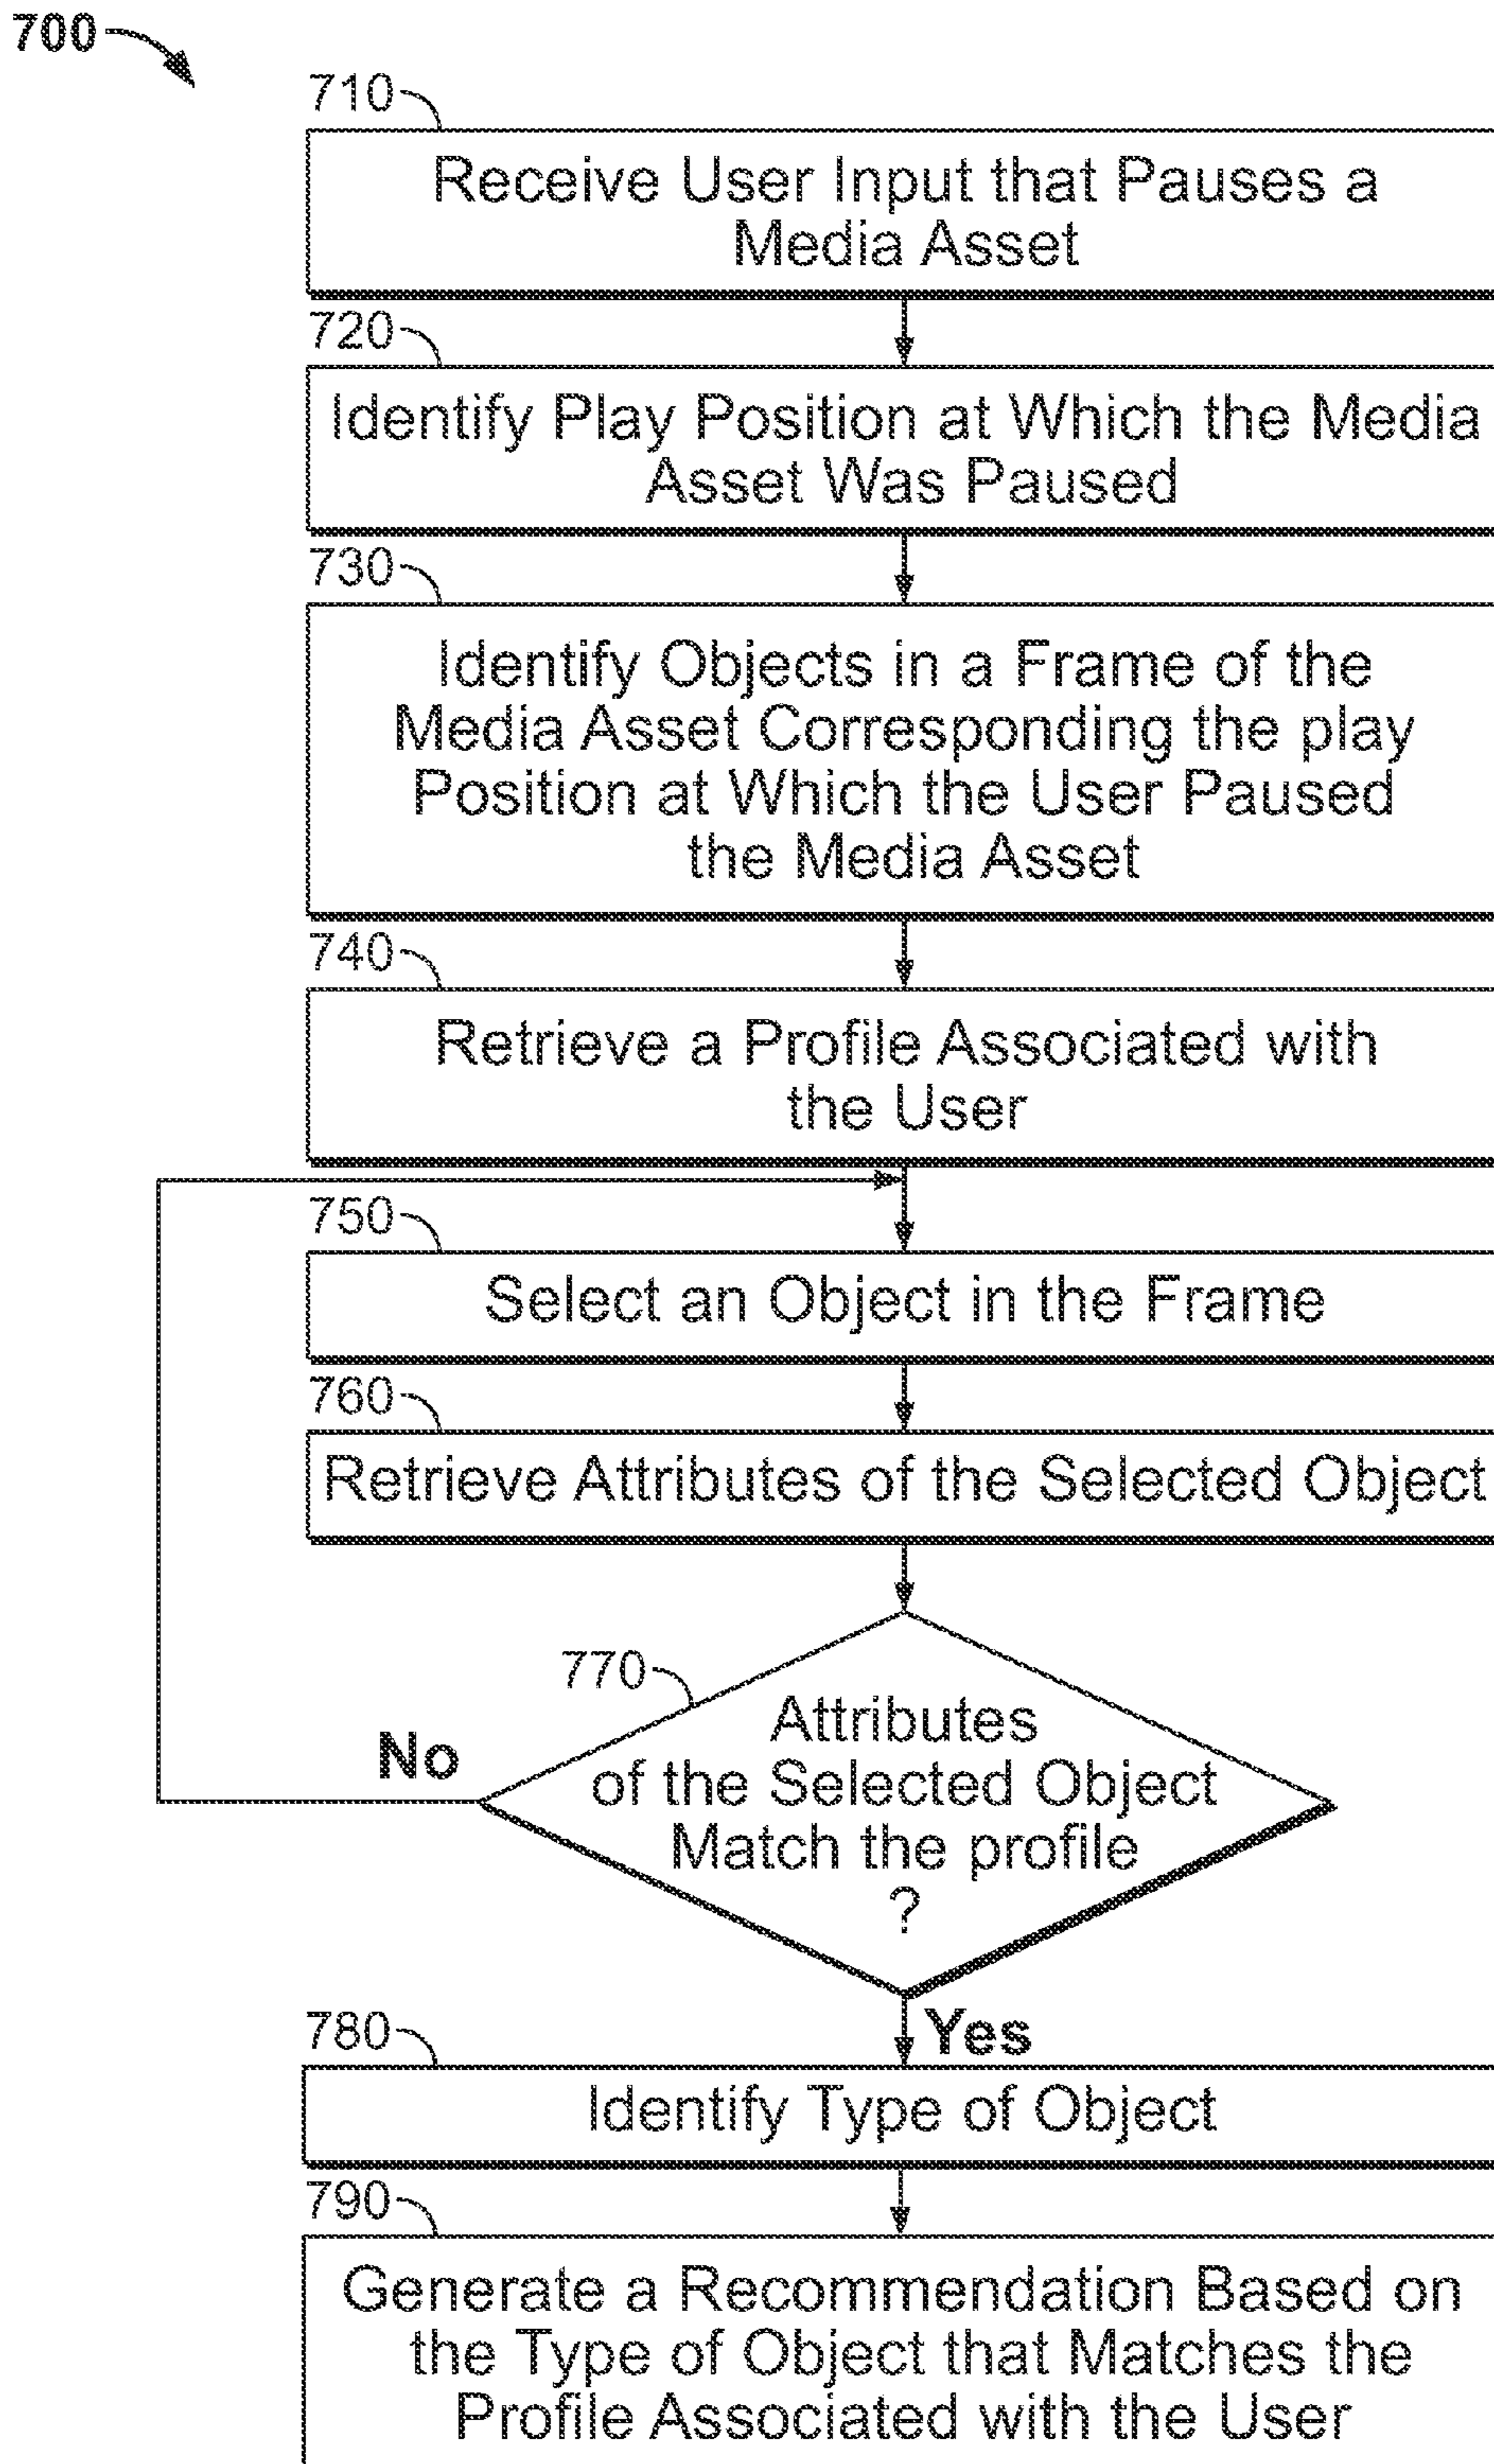 700
710
Receive User Input that Pauses a
Media Asset
720
Identify Play Position at Which the Media
Asset Was Paused
730
Identify Objects in a Frame of the
Media Asset Corresponding the play
Position at Which the User Paused
the Media Asset
740
Retrieve a Profile Associated with
the User
750
Select an Object in the Frame
760
Retrieve Attributes of the Selected Object
770
Attributes
of the Selected Object
Match the profile
?
No
Yes
780
Identify Type of Object
790
Generate a Recommendation Based on
the Type of Object that Matches the
Profile Associated with the User